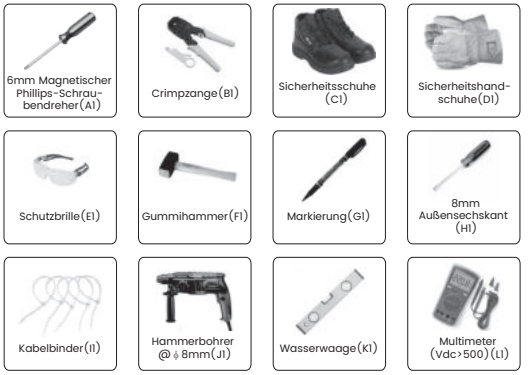 6mm Magnetischer
Phillips-Schrau-
bendreher(A1)
Crimpzange(B1)
Sicherheitsschuhe
(C1)
Sicherheitshand-
schuhe(D1)
Schutzbrille(E1)
Gummihammer(F1)
Markierung(G1)
8mm
Außensechskant
(H1)
Kabelbinder(I1)
Hammerbohrer
@ ϕ 8mm(J1)
Wasserwaage(K1)
Multimeter
(Vdc>500)(L1)